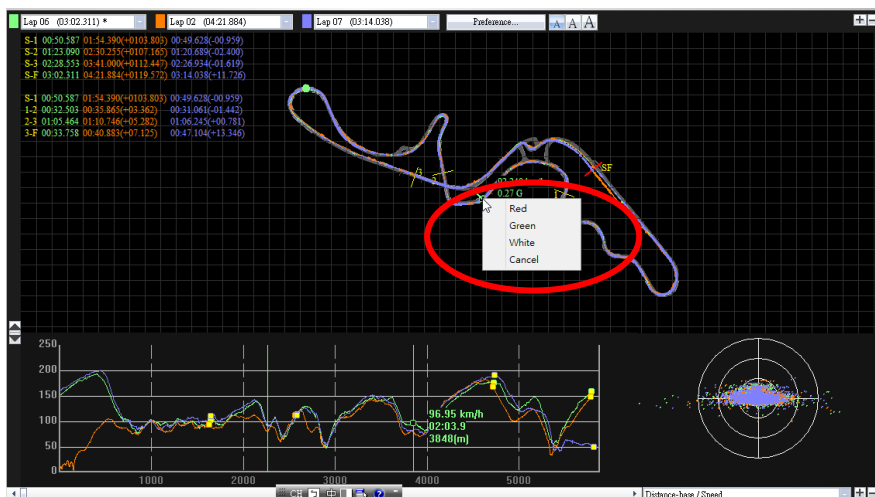 Lap 06 (03:02.311) * Lap 02 (04:21.884) Lap 07 (03:14.038) Preference... A A A
S-1 00:50.587 01:54.390(+0103.803) 00:49.628(-00.959)
S-2 01:23.090 02:30.255(+0107.165) 01:20.689(-02.400)
S-3 02:28.553 03:41.000(+0112.447) 02:26.934(-01.619)
S-F 03:02.311 04:21.884(+0119.572) 03:14.038(+11.726)
S-1 00:50.587 01:54.390(+0103.803) 00:49.628(-00.959)
1-2 00:32.503 00:35.865(+03.362) 00:31.061(-01.442)
2-3 01:05.464 01:10.746(+05.282) 01:06.245(+00.781)
3-F 00:33.758 00:40.883(+07.125) 00:47.104(+13.346)
SF
3
2
0.27 G
1
Red
Green
White
Cancel
250
200
150
100
50
0
96.95 km/h
02:03.9
3848(m)
1000 2000 3000 4000 5000
CH 中
Distance-base / Speed